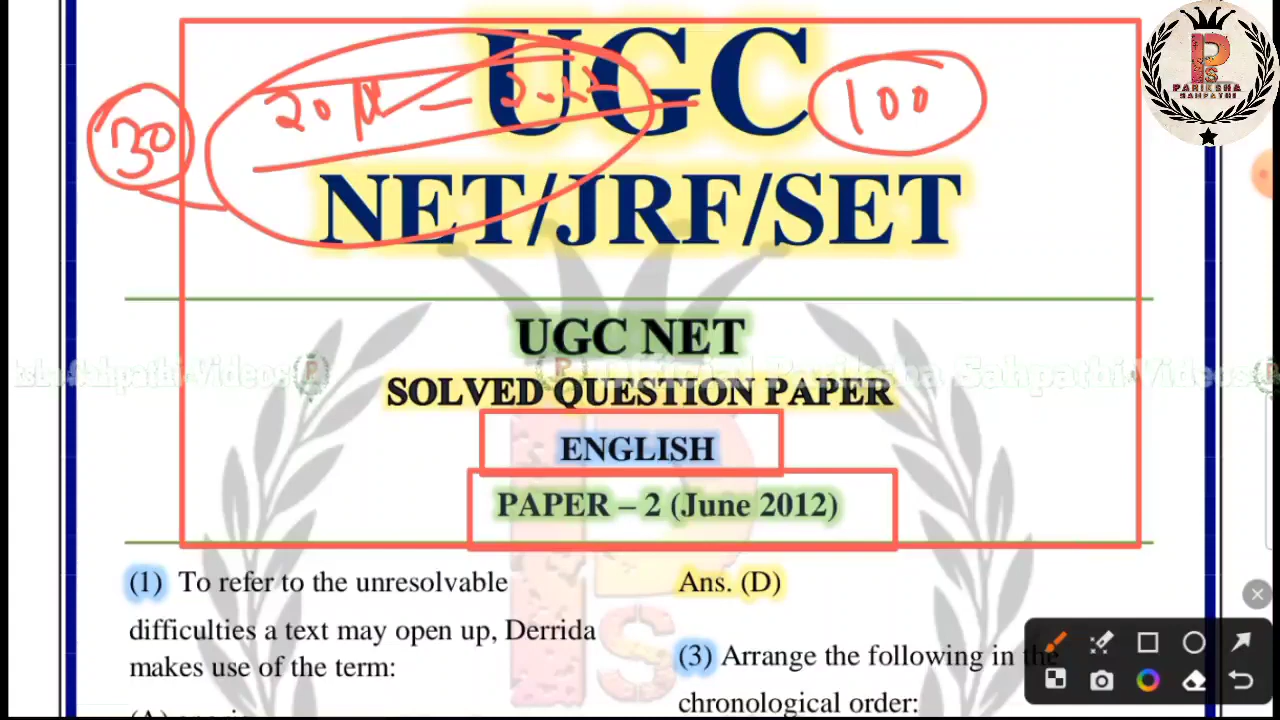 UGC
30
100
NET/JRF/SET
PARIKSHA
SAHPATHI
UGC NET
SOLVED QUESTION PAPER
ENGLISH
PAPER – 2 (June 2012)
(1) To refer to the unresolvable
difficulties a text may open up, Derrida
makes use of the term:
Ans. (D)
(3) Arrange the following in the
chronological order: